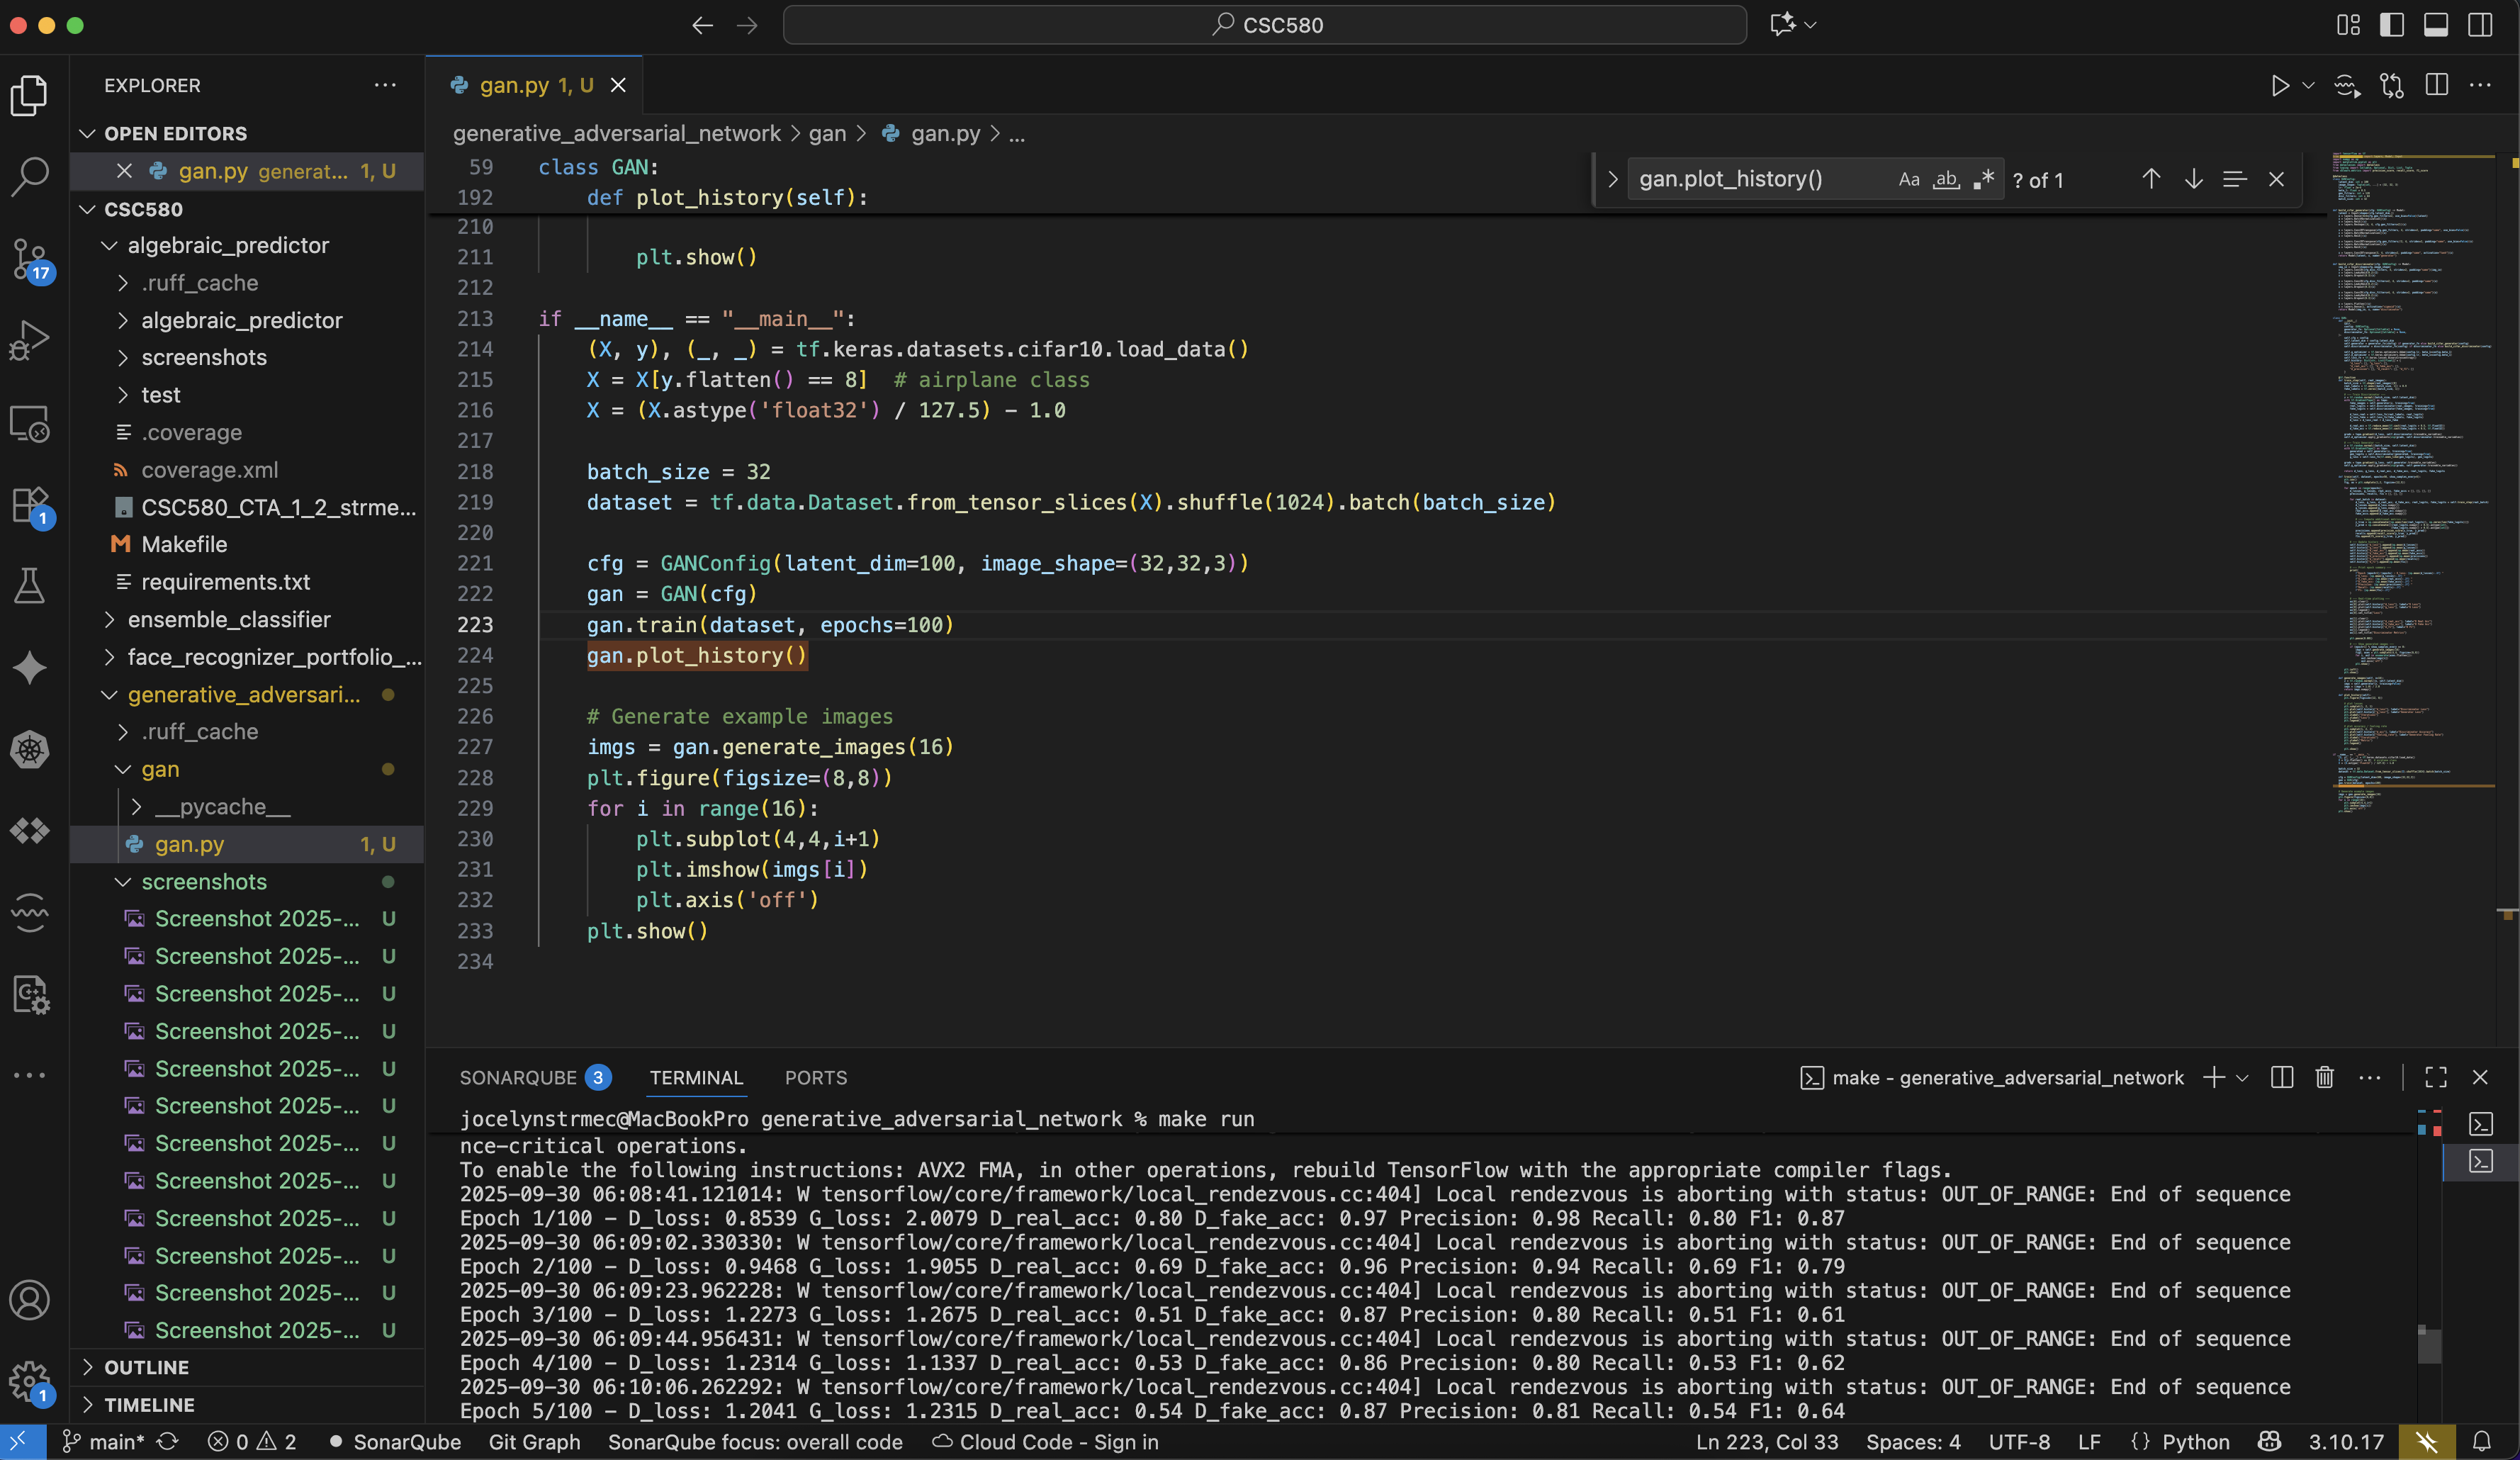 CSC580
EXPLORER
OPEN EDITORS
gan.py generat... 1, U
CSC580
algebraic_predictor
.ruff_cache
algebraic_predictor
screenshots
test
.coverage
coverage.xml
CSC580_CTA_1_2_strme...
Makefile
requirements.txt
ensemble_classifier
face_recognizer_portfolio_...
generative_adversari...
.ruff_cache
gan
__pycache__
gan.py 1, U
screenshots
Screenshot 2025-... U
Screenshot 2025-... U
Screenshot 2025-... U
Screenshot 2025-... U
Screenshot 2025-... U
Screenshot 2025-... U
Screenshot 2025-... U
Screenshot 2025-... U
Screenshot 2025-... U
Screenshot 2025-... U
Screenshot 2025-... U
Screenshot 2025-... U
OUTLINE
TIMELINE
17
1
1
gan.py 1, U
generative_adversarial_network > gan > gan.py > ...
gan.plot_history() Aa ab ? of 1
59 class GAN:
192 def plot_history(self):
210
211 plt.show()
212
213 if __name__ == "__main__":
214 (X, y), (_, _) = tf.keras.datasets.cifar10.load_data()
215 X = X[y.flatten() == 8] # airplane class
216 X = (X.astype('float32') / 127.5) - 1.0
217
218 batch_size = 32
219 dataset = tf.data.Dataset.from_tensor_slices(X).shuffle(1024).batch(batch_size)
220
221 cfg = GANConfig(latent_dim=100, image_shape=(32,32,3))
222 gan = GAN(cfg)
223 gan.train(dataset, epochs=100)
224 gan.plot_history()
225
226 # Generate example images
227 imgs = gan.generate_images(16)
228 plt.figure(figsize=(8,8))
229 for i in range(16):
230 plt.subplot(4,4,i+1)
231 plt.imshow(imgs[i])
232 plt.axis('off')
233 plt.show()
234
SONARQUBE 3 TERMINAL PORTS make - generative_adversarial_network
jocelynstrmec@MacBookPro generative_adversarial_network % make run
nce-critical operations.
To enable the following instructions: AVX2 FMA, in other operations, rebuild TensorFlow with the appropriate compiler flags.
2025-09-30 06:08:41.121014: W tensorflow/core/framework/local_rendezvous.cc:404] Local rendezvous is aborting with status: OUT_OF_RANGE: End of sequence
Epoch 1/100 – D_loss: 0.8539 G_loss: 2.0079 D_real_acc: 0.80 D_fake_acc: 0.97 Precision: 0.98 Recall: 0.80 F1: 0.87
2025-09-30 06:09:02.330330: W tensorflow/core/framework/local_rendezvous.cc:404] Local rendezvous is aborting with status: OUT_OF_RANGE: End of sequence
Epoch 2/100 – D_loss: 0.9468 G_loss: 1.9055 D_real_acc: 0.69 D_fake_acc: 0.96 Precision: 0.94 Recall: 0.69 F1: 0.79
2025-09-30 06:09:23.962228: W tensorflow/core/framework/local_rendezvous.cc:404] Local rendezvous is aborting with status: OUT_OF_RANGE: End of sequence
Epoch 3/100 – D_loss: 1.2273 G_loss: 1.2675 D_real_acc: 0.51 D_fake_acc: 0.87 Precision: 0.80 Recall: 0.51 F1: 0.61
2025-09-30 06:09:44.956431: W tensorflow/core/framework/local_rendezvous.cc:404] Local rendezvous is aborting with status: OUT_OF_RANGE: End of sequence
Epoch 4/100 – D_loss: 1.2314 G_loss: 1.1337 D_real_acc: 0.53 D_fake_acc: 0.86 Precision: 0.80 Recall: 0.53 F1: 0.62
2025-09-30 06:10:06.262292: W tensorflow/core/framework/local_rendezvous.cc:404] Local rendezvous is aborting with status: OUT_OF_RANGE: End of sequence
Epoch 5/100 – D_loss: 1.2041 G_loss: 1.2315 D_real_acc: 0.54 D_fake_acc: 0.87 Precision: 0.81 Recall: 0.54 F1: 0.64
main* 0 2 SonarQube Git Graph SonarQube focus: overall code Cloud Code - Sign in Ln 223, Col 33 Spaces: 4 UTF-8 LF {} Python 3.10.17